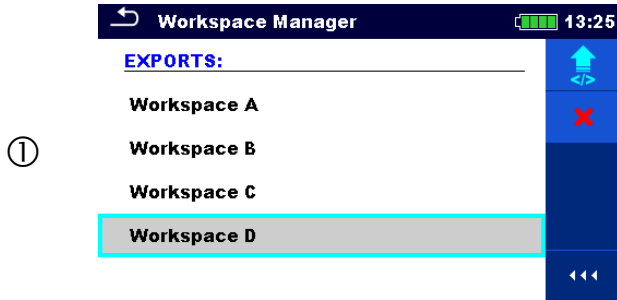 Workspace Manager 13:25
EXPORTS:
</>
Workspace A
①
Workspace B
Workspace C
Workspace D